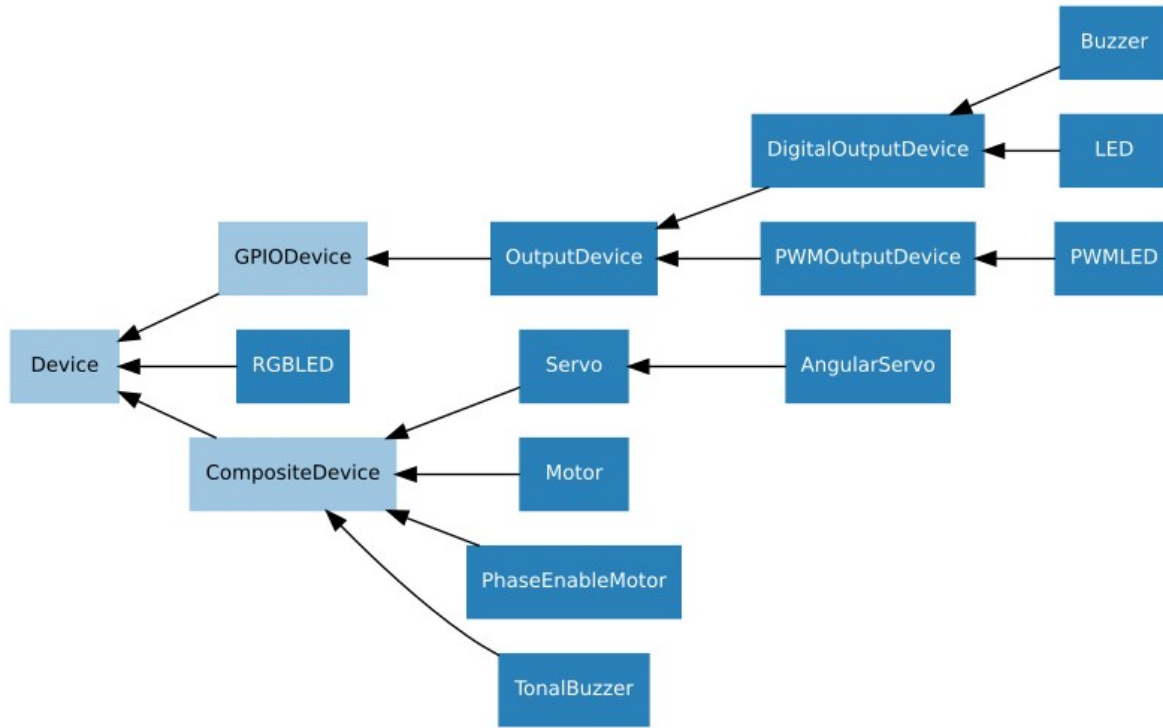 Buzzer
DigitalOutputDevice
LED
GPIODevice
OutputDevice
PWMOutputDevice
PWMLED
Device
RGBLED
Servo
AngularServo
CompositeDevice
Motor
PhaseEnableMotor
TonalBuzzer